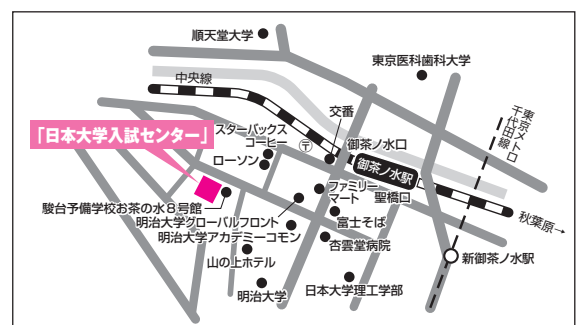 順天堂大学
東京医科歯科大学
中央線
東京メトロ
千代田線
交番
「日本大学入試センター」
スターバックス
コーヒー
〒
御茶ノ水口
ローソン
御茶ノ水駅
聖橋口
駿台予備学校お茶の水8号館
ファミリー
マート
明治大学グローバルフロント
富士そば
秋葉原→
明治大学アカデミーコモン
杏雲堂病院
山の上ホテル
新御茶ノ水駅
明治大学
日本大学理工学部